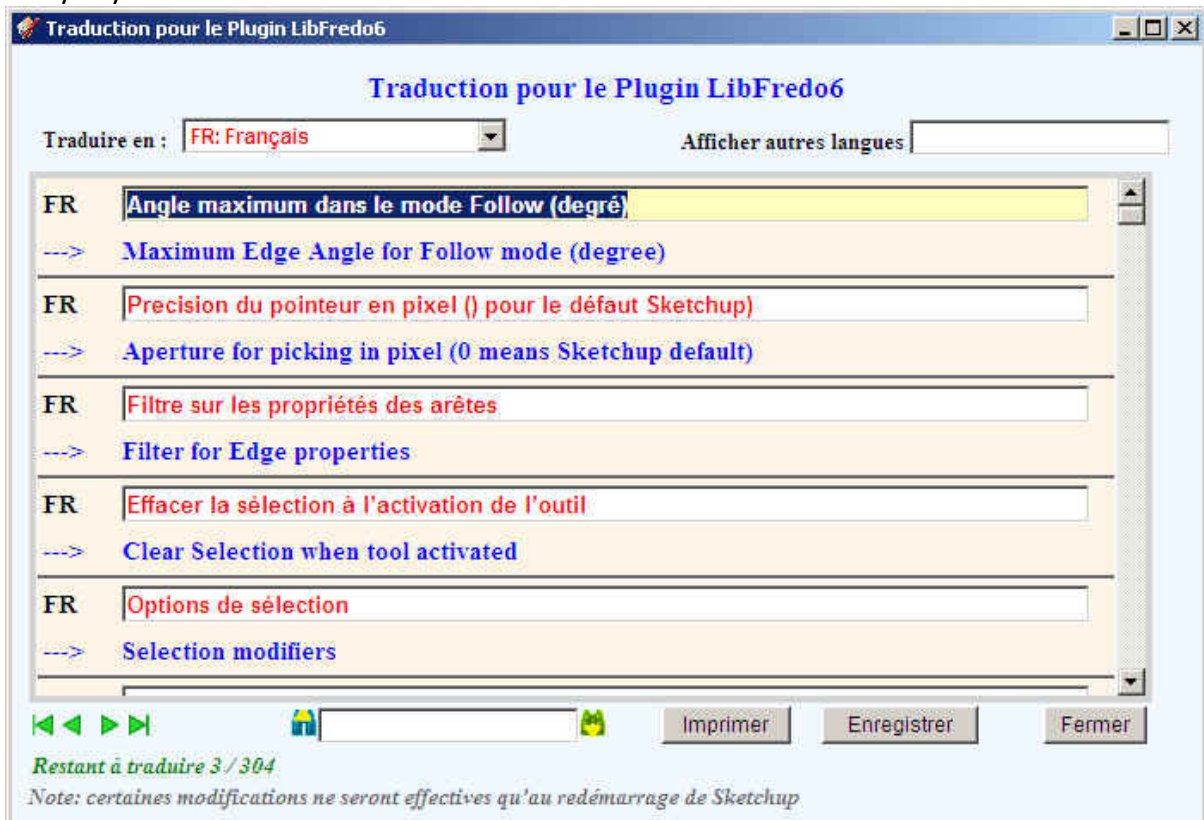 Traduction pour le Plugin LibFredo6
Traduction pour le Plugin LibFredo6
Traduire en : FR: Français Afficher autres langues
FR Angle maximum dans le mode Follow (degré)
---> Maximum Edge Angle for Follow mode (degree)
FR Precision du pointeur en pixel () pour le défaut Sketchup)
---> Aperture for picking in pixel (0 means Sketchup default)
FR Filtre sur les propriétés des arêtes
---> Filter for Edge properties
FR Effacer la sélection à l'activation de l'outil
---> Clear Selection when tool activated
FR Options de sélection
---> Selection modifiers
Imprimer Enregistrer Fermer
Restant à traduire 3 / 304
Note: certaines modifications ne seront effectives qu'au redémarrage de Sketchup